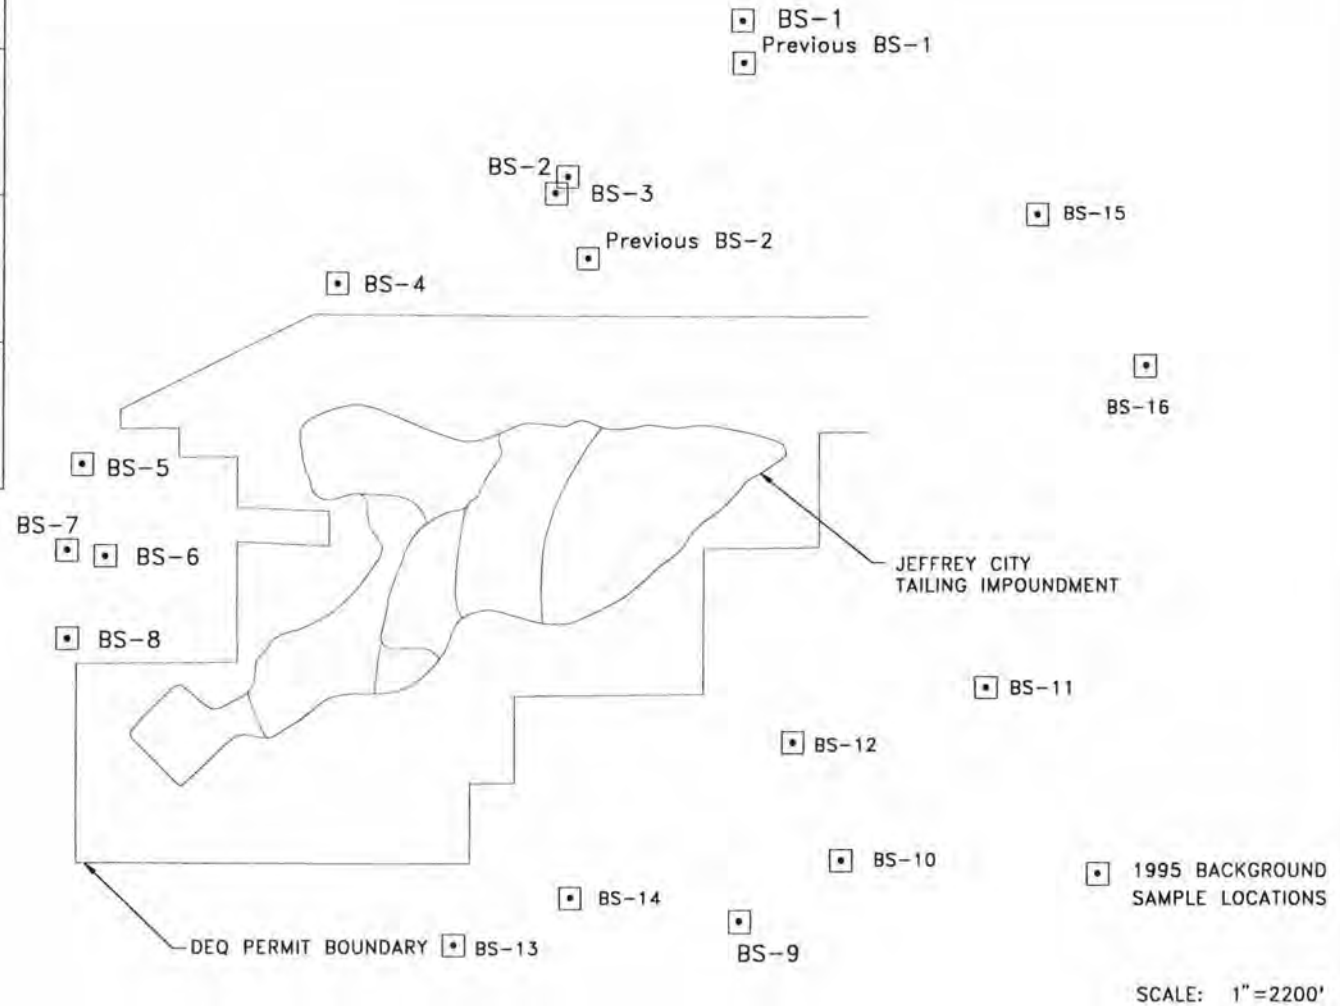 BS-1
Previous BS-1
BS-2
BS-3
BS-15
Previous BS-2
BS-4
BS-16
BS-5
BS-7
BS-6
JEFFREY CITY
TAILING IMPOUNDMENT
BS-8
BS-11
BS-12
BS-10
1995 BACKGROUND
SAMPLE LOCATIONS
BS-14
DEQ PERMIT BOUNDARY
BS-13
BS-9
SCALE: 1"=2200'